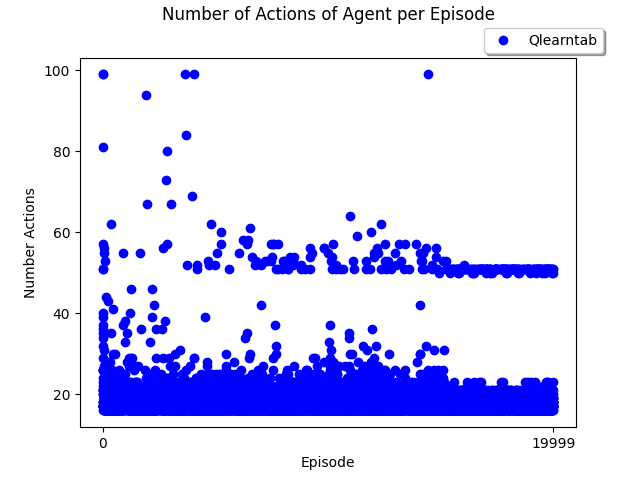 Number of Actions of Agent per Episode
Qlearntab
100
80
60
40
20
Number Actions
0
19999
Episode